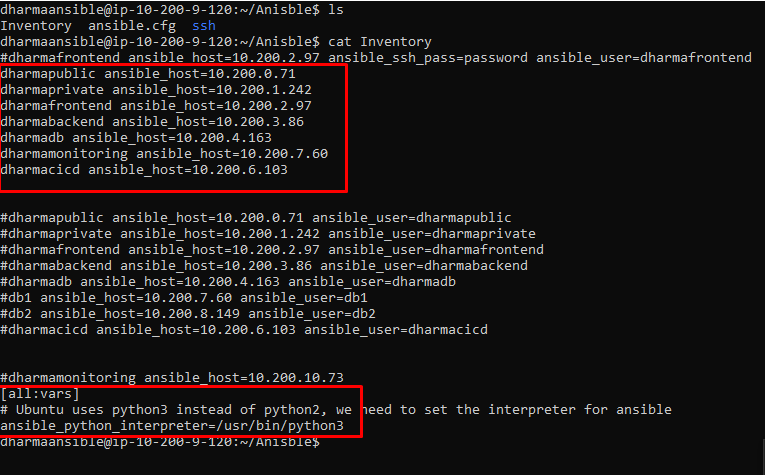 dharmaansible@ip-10-200-9-120:~/Anisble$ ls
Inventory  ansible.cfg  ssh
dharmaansible@ip-10-200-9-120:~/Anisble$ cat Inventory
#dharmafrontend ansible_host=10.200.2.97 ansible_ssh_pass=password ansible_user=dharmafrontend
dharmapublic ansible_host=10.200.0.71
dharmaprivate ansible_host=10.200.1.242
dharmafrontend ansible_host=10.200.2.97
dharmabackend ansible_host=10.200.3.86
dharmadb ansible_host=10.200.4.163
dharmamonitoring ansible_host=10.200.7.60
dharmacicd ansible_host=10.200.6.103
#dharmapublic ansible_host=10.200.0.71 ansible_user=dharmapublic
#dharmaprivate ansible_host=10.200.1.242 ansible_user=dharmaprivate
#dharmafrontend ansible_host=10.200.2.97 ansible_user=dharmafrontend
#dharmabackend ansible_host=10.200.3.86 ansible_user=dharmabackend
#dharmadb ansible_host=10.200.4.163 ansible_user=dharmadb
#db1 ansible_host=10.200.7.60 ansible_user=db1
#db2 ansible_host=10.200.8.149 ansible_user=db2
#dharmacicd ansible_host=10.200.6.103 ansible_user=dharmacicd
#dharmamonitoring ansible_host=10.200.10.73
[all:vars]
# Ubuntu uses python3 instead of python2, we need to set the interpreter for ansible
ansible_python_interpreter=/usr/bin/python3
dharmaansible@ip-10-200-9-120:~/Anisble$